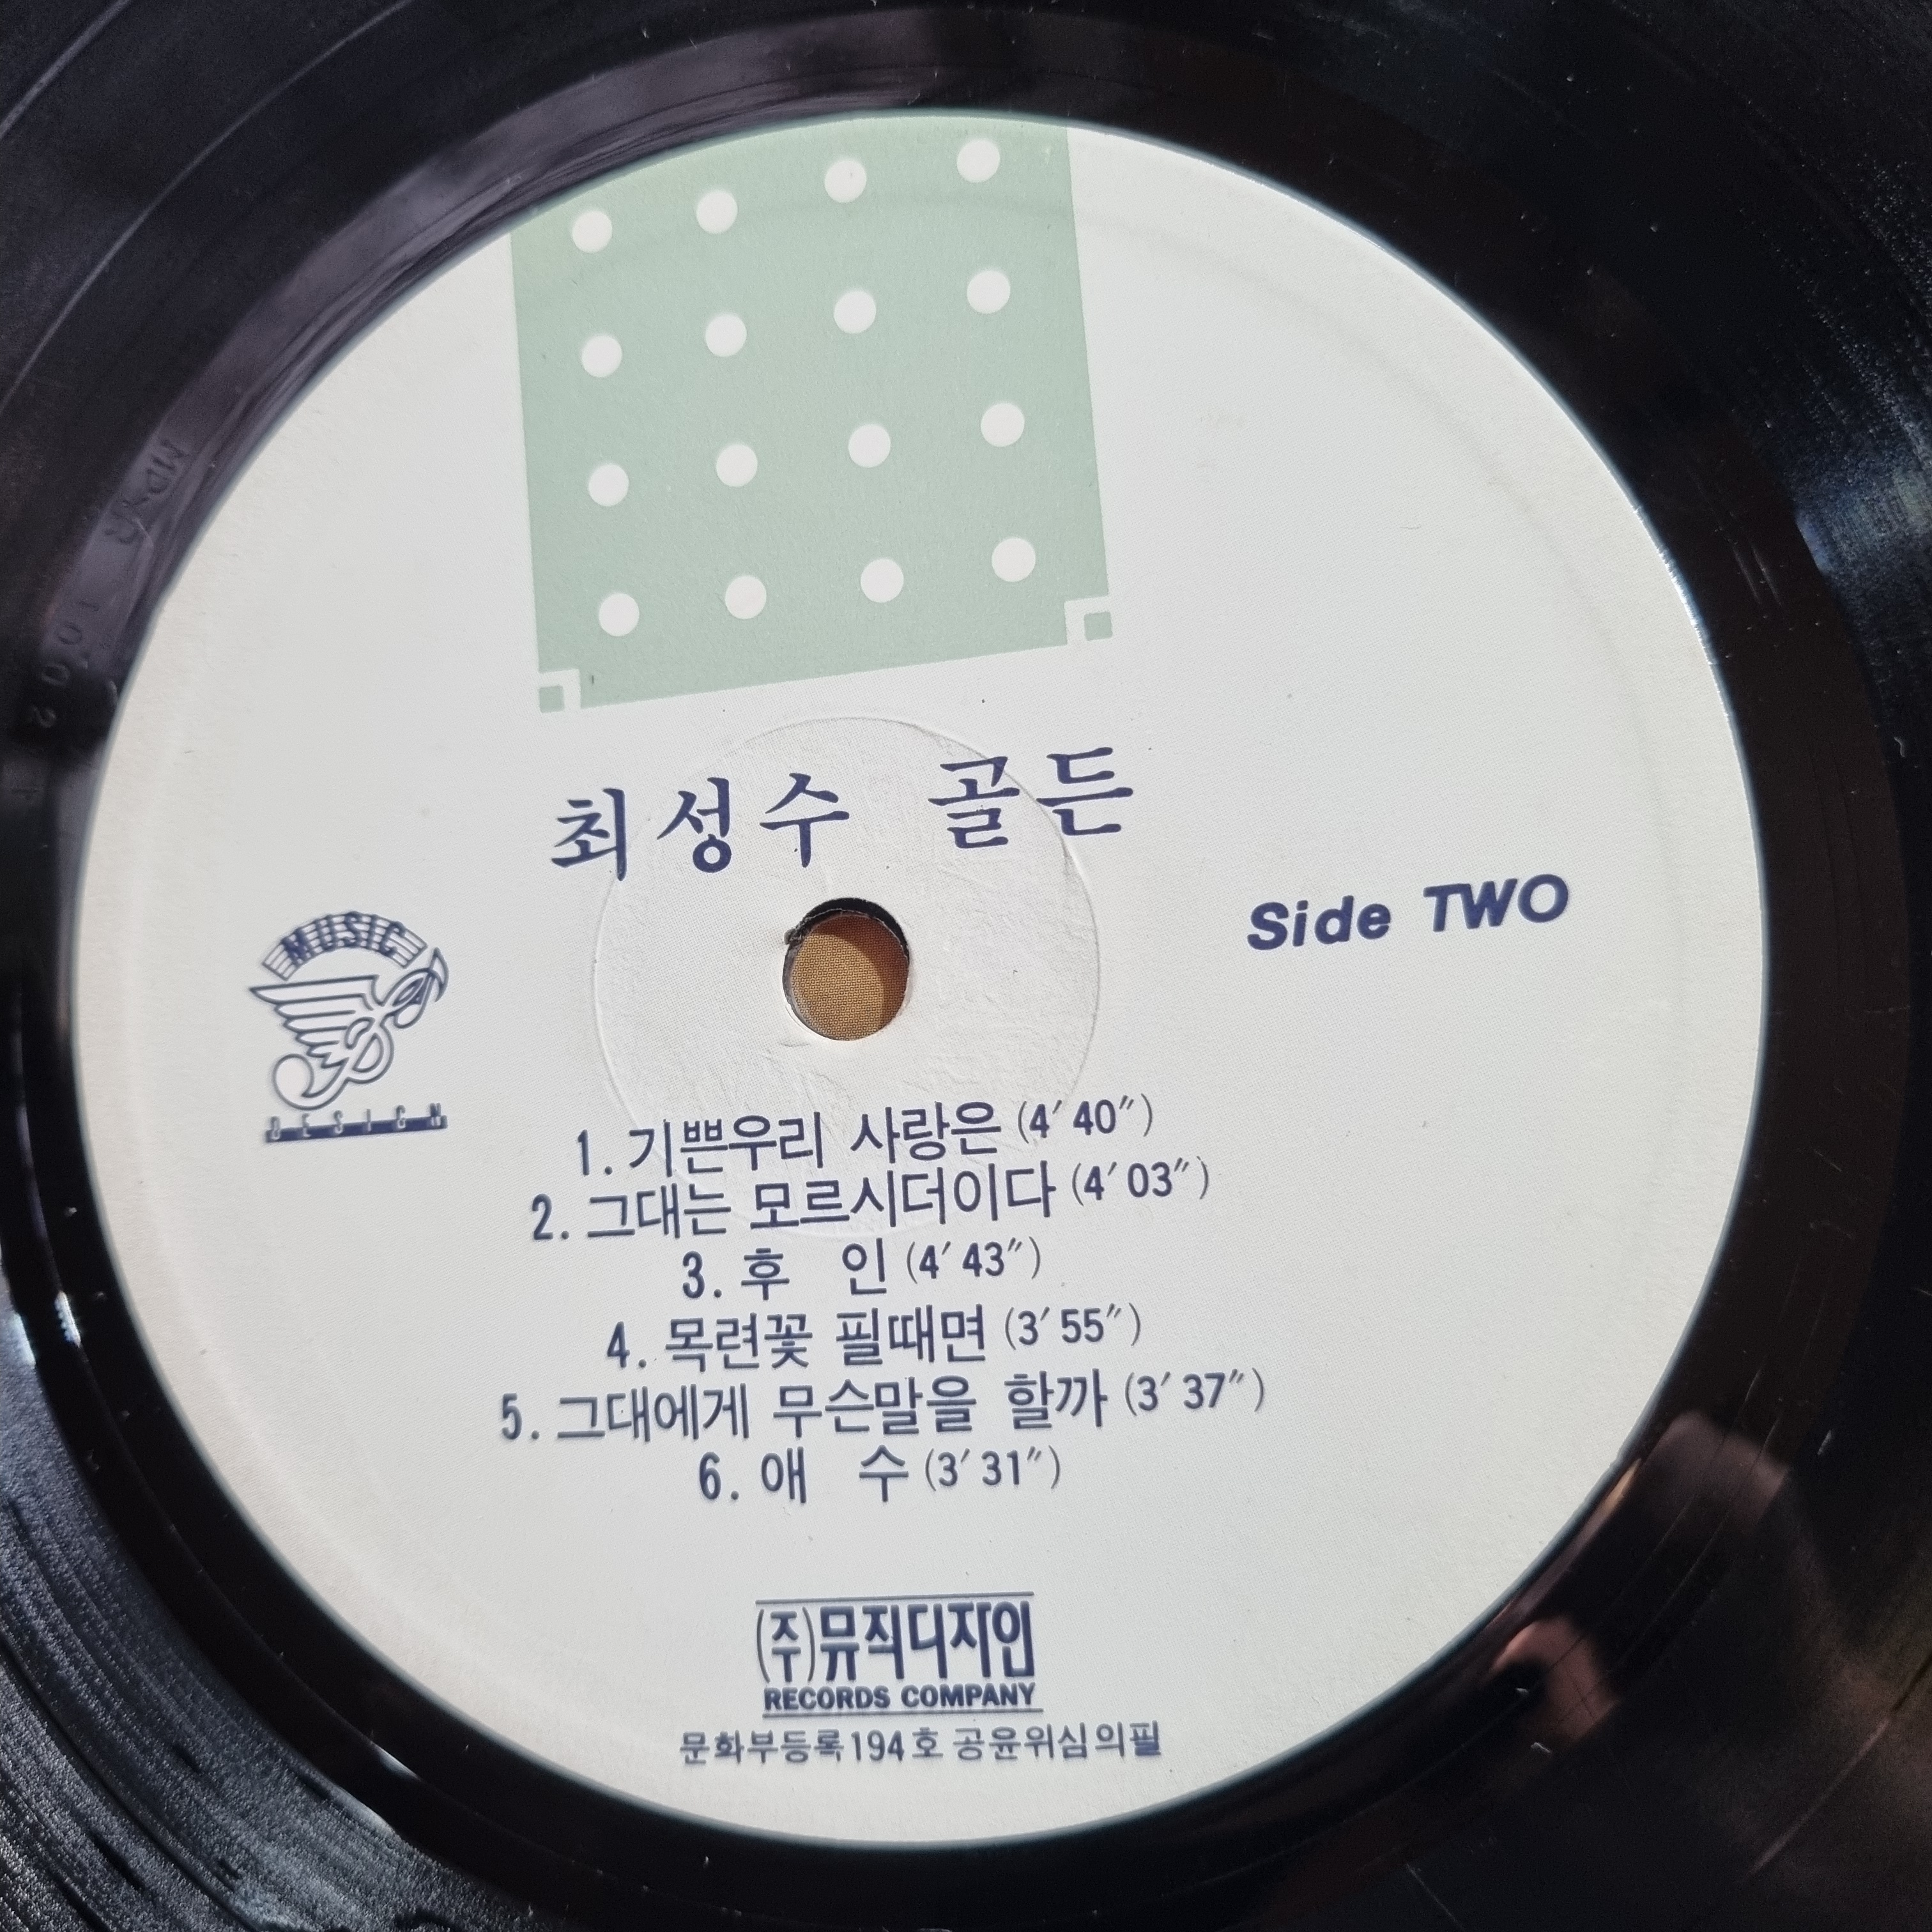 최성수 골든
Side TWO
MUSIC
DESIGN
1. 기쁜우리 사랑은 (4′40″)
2. 그대는 모르시더이다 (4′03″)
3. 후 인 (4′43″)
4. 목련꽃 필때면 (3′55″)
5. 그대에게 무슨말을 할까 (3′37″)
6. 애 수 (3′31″)
(주)뮤직디자인
RECORDS COMPANY
문화부등록194호 공윤위심의필